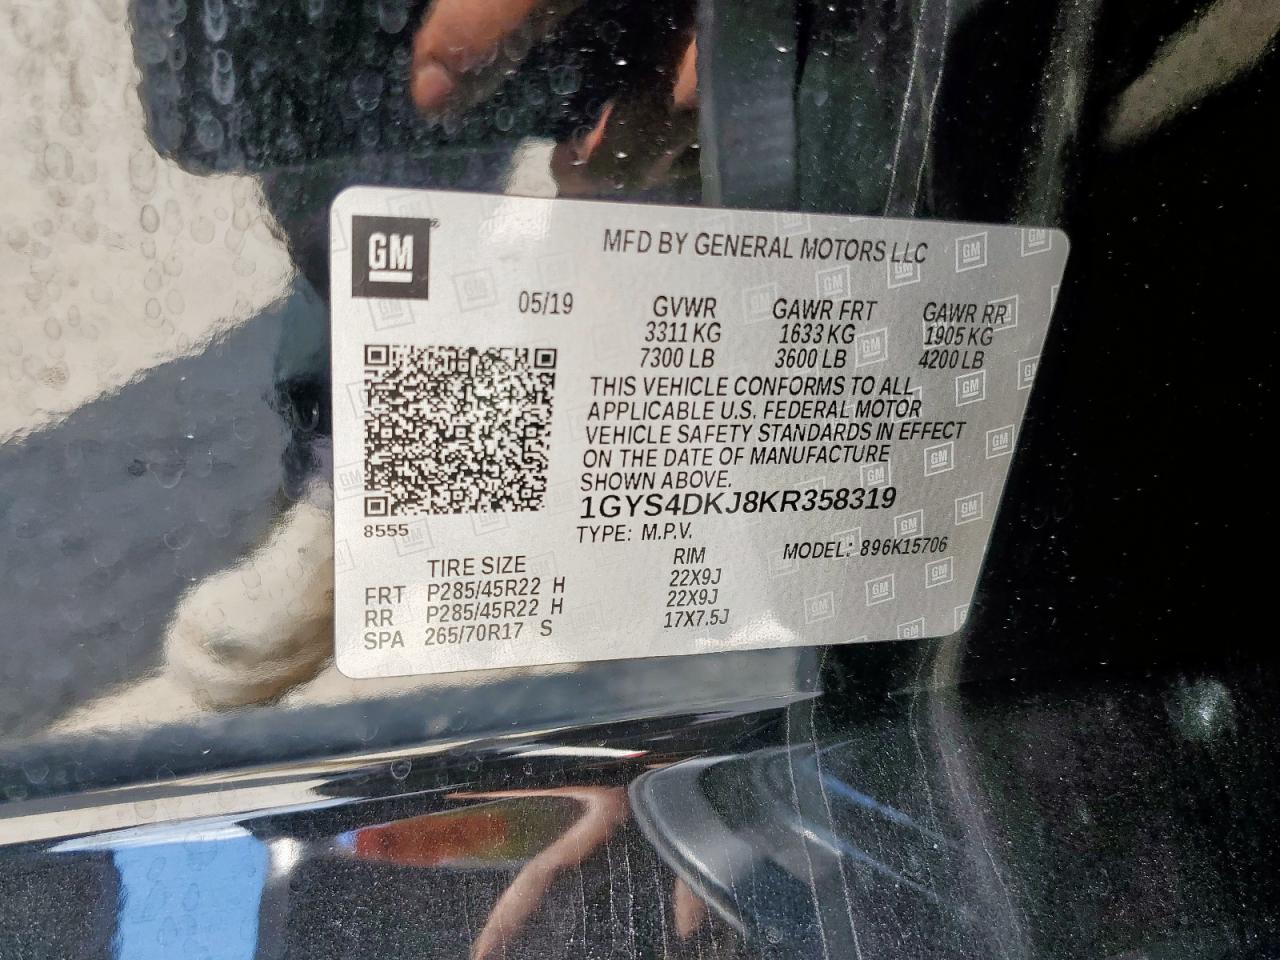 GM
MFD BY GENERAL MOTORS LLC
05/19 GVWR GAWR FRT GAWR RR
3311 KG 1633 KG 1905 KG
7300 LB 3600 LB 4200 LB
THIS VEHICLE CONFORMS TO ALL
APPLICABLE U.S. FEDERAL MOTOR
VEHICLE SAFETY STANDARDS IN EFFECT
ON THE DATE OF MANUFACTURE
SHOWN ABOVE.
1GYS4DKJ8KR358319
8555
TYPE: M.P.V. MODEL: 896K15706
TIRE SIZE RIM
FRT P285/45R22 H 22X9J
RR P285/45R22 H 22X9J
SPA 265/70R17 S 17X7.5J